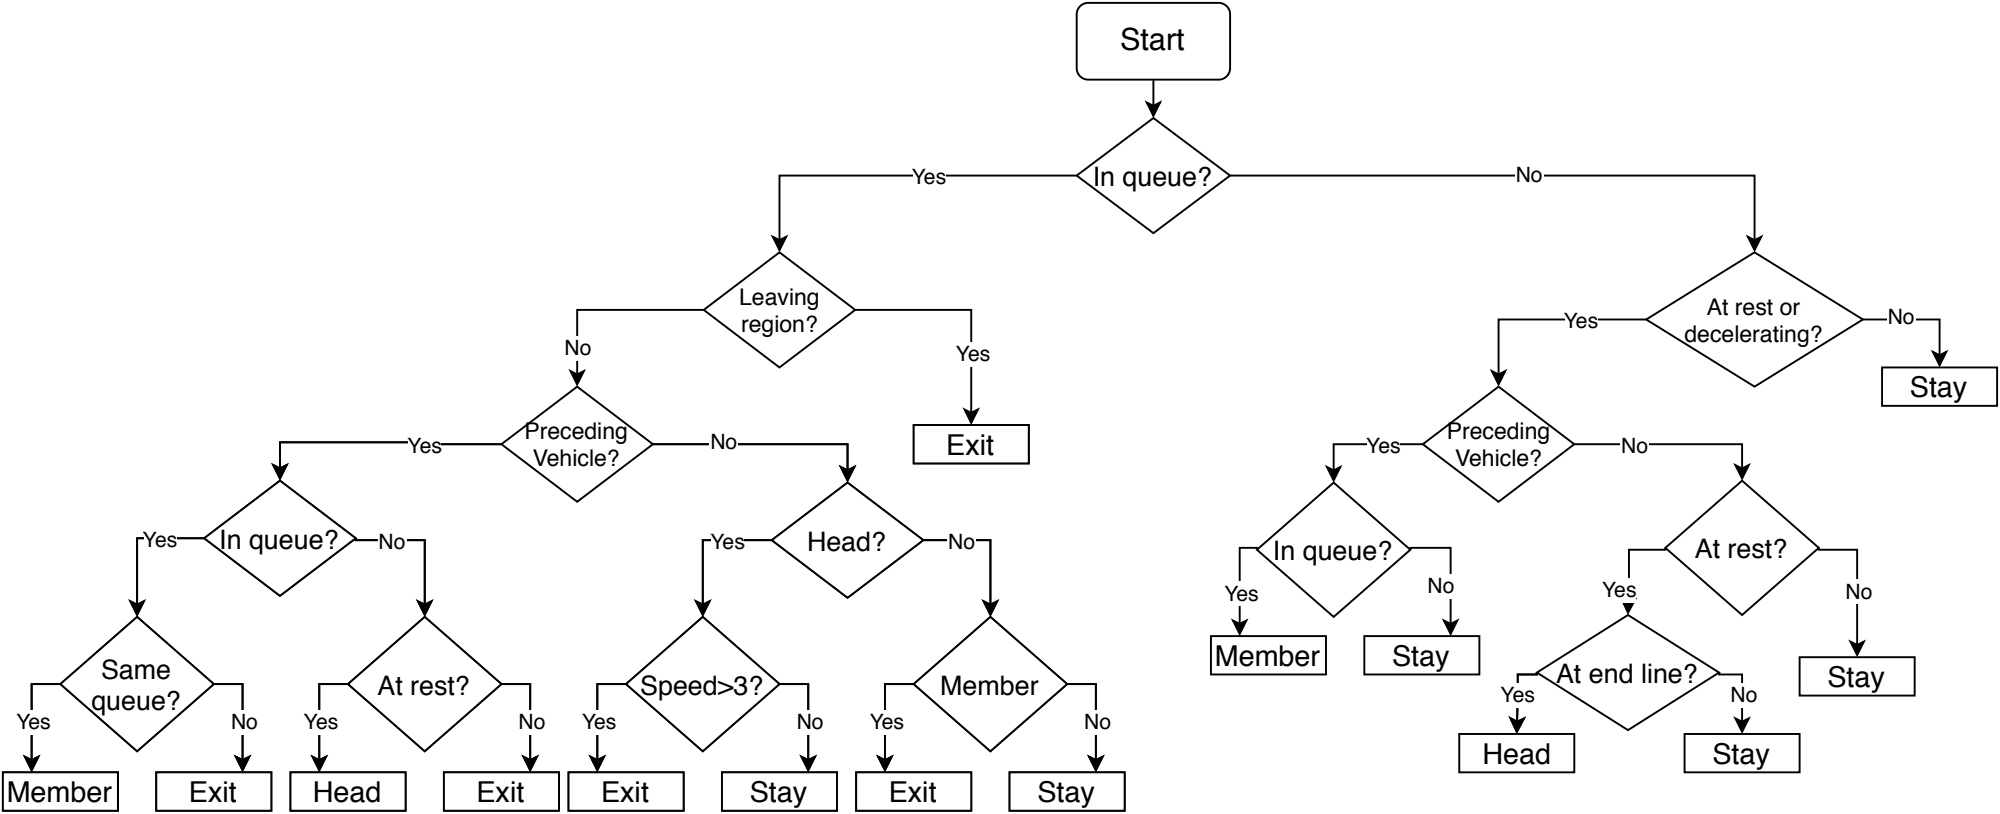 Start
In queue?
Yes
No
Leaving
region?
At rest or
decelerating?
Yes
No
No
Yes
Stay
Preceding
Vehicle?
Exit
Preceding
Vehicle?
Yes
No
Yes
No
In queue?
Head?
In queue?
At rest?
Yes
No
Yes
No
Yes
No
Yes
No
Member
Stay
Stay
Same
queue?
At rest?
Speed>3?
Member
At end line?
Yes
No
Yes
No
Yes
No
Yes
No
Yes
No
Head
Stay
Member
Exit
Head
Exit
Exit
Stay
Exit
Stay